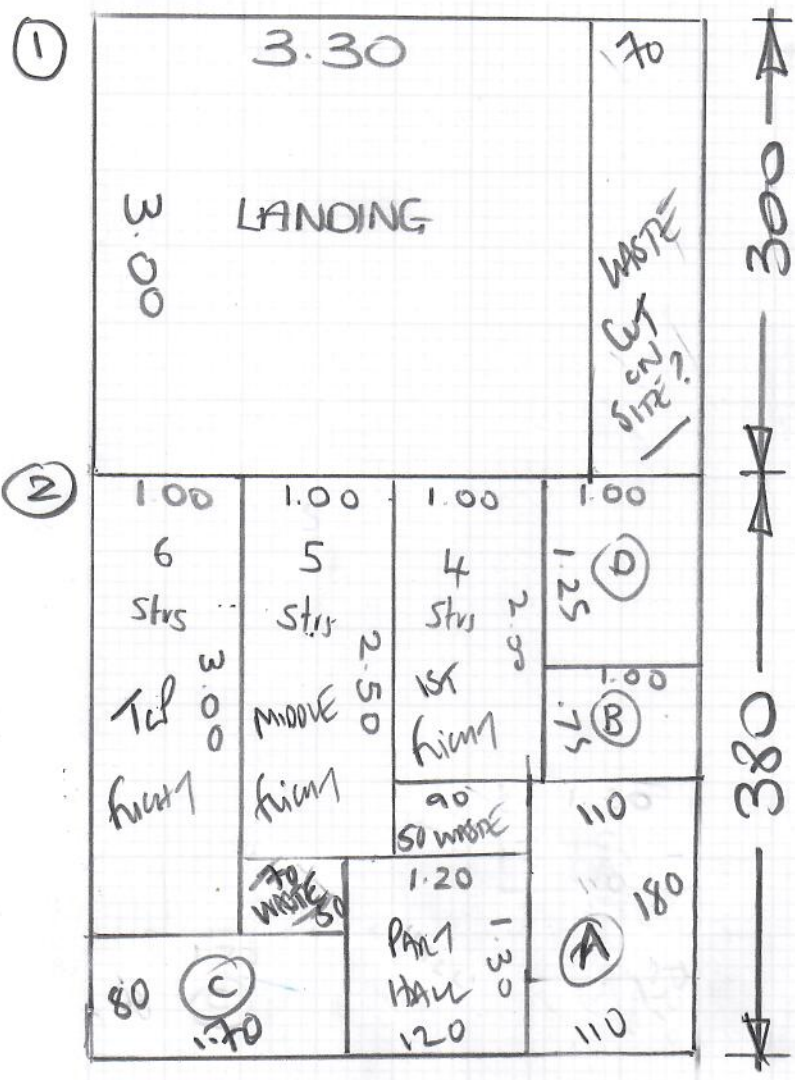 1
3.30
70
3.00
LANDING
WASTE
CUT
ON
SITE?
300
2
1.00
6
Strs
3.00
TOP
FLIGHT
1.00
5
Strs
2.50
MIDDLE
FLIGHT
1.00
4
Strs
1ST
FLIGHT
1.00
D
1.25
1.00
B
.75
380
90
50 WASTE
70
WASTE
50
1.20
PART
HALL
1.30
120
110
180
A
110
80
C
1.70